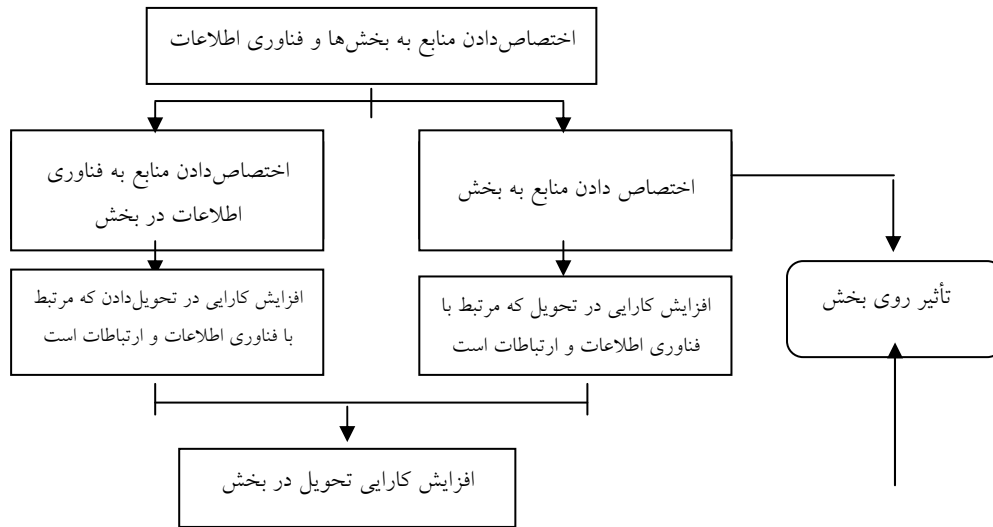 اختصاص‌دادن منابع به بخش‌ها و فناوری اطلاعات
اختصاص دادن منابع به بخش
اختصاص‌دادن منابع به فناوری
اطلاعات در بخش
تأثیر روی بخش
افزایش کارایی در تحویل که مرتبط با
فناوری اطلاعات و ارتباطات است
افزایش کارایی در تحویل‌دادن که مرتبط
با فناوری اطلاعات و ارتباطات است
افزایش کارایی تحویل در بخش